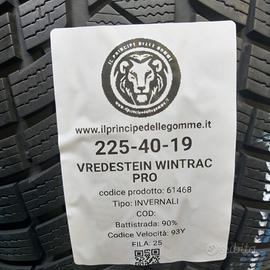 IL PRINCIPE DELLE GOMME
www.ilprincipedellegomme.it
225-40-19
VREDESTEIN WINTRAC
PRO
codice prodotto: 61468
Tipo: INVERNALI
COD:
Battistrada: 90%
Codice Velocità: 93Y
FILA: 25
subito